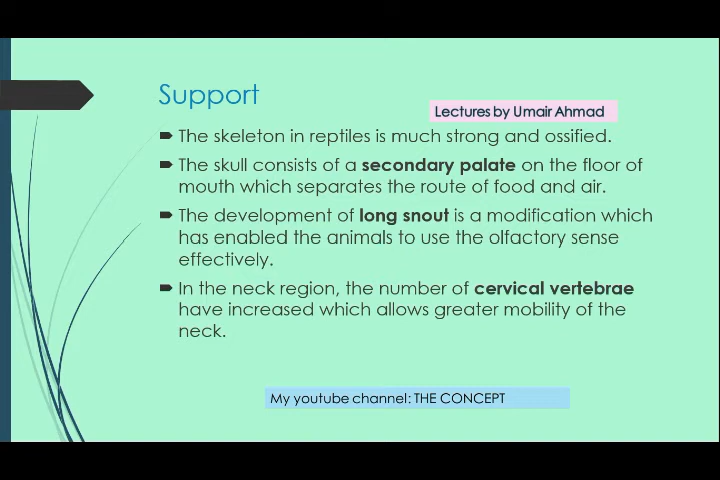 Support
Lectures by Umair Ahmad
The skeleton in reptiles is much strong and ossified.
The skull consists of a secondary palate on the floor of
mouth which separates the route of food and air.
The development of long snout is a modification which
has enabled the animals to use the olfactory sense
effectively.
In the neck region, the number of cervical vertebrae
have increased which allows greater mobility of the
neck.
My youtube channel: THE CONCEPT